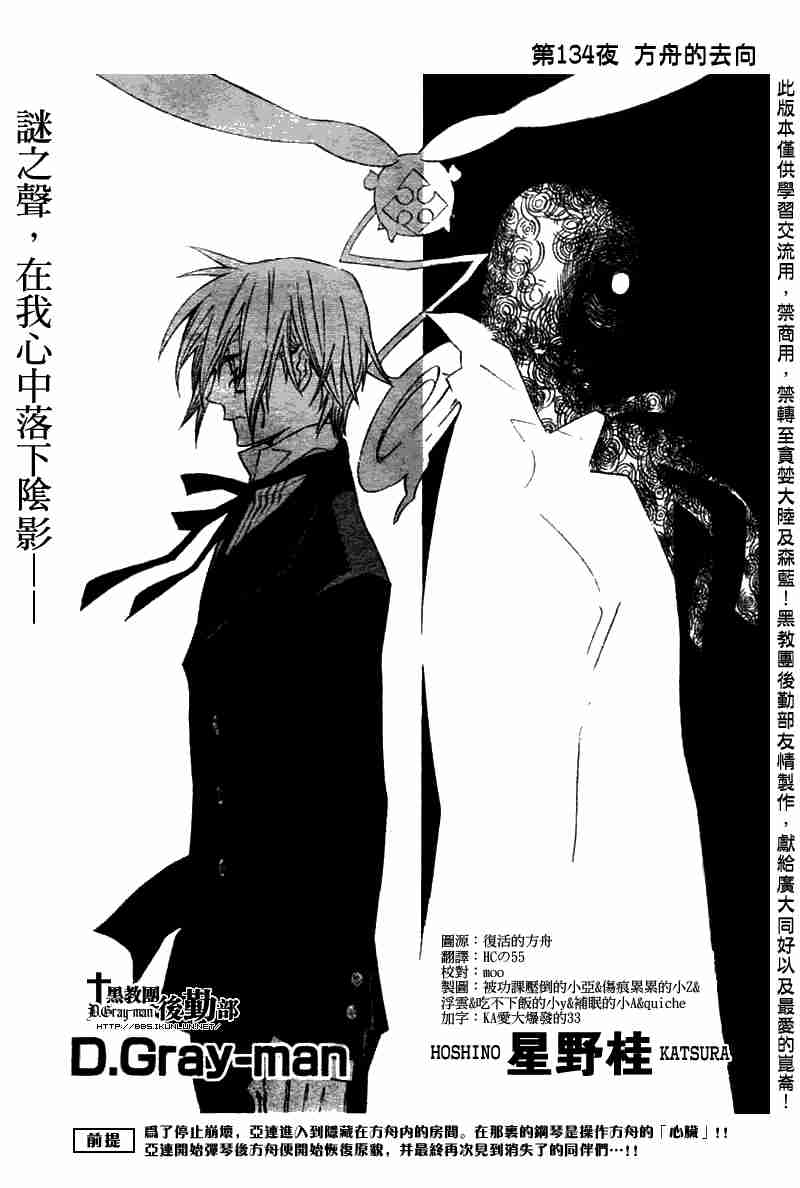 第134夜 方舟的去向
此版本僅供學習交流用，禁商用，禁轉至貪婪大陸及森藍！黑教團後勤部友情製作，獻給廣大同好以及最愛的崑崙！
謎之聲，在我心中落下陰影——
圖源：復活的方舟
翻譯：HCの55
校對：moo
製圖：被功課壓倒的小亞&傷痕累累的小Z&
浮雲&吃不下飯的小y&補眠的小A&quiche
加字：KA愛大爆發的33
黑教團
D.Gray-man 後勤部
HTTP://BBS.IKUNLUN.NET/
D.Gray-man
HOSHINO 星野桂 KATSURA
前提
爲了停止崩壞，亞連進入到隱藏在方舟内的房間。在那裏的鋼琴是操作方舟的「心臟」!!
亞連開始彈琴後方舟便開始恢復原貌，并最終再次見到消失了的同伴們…!!